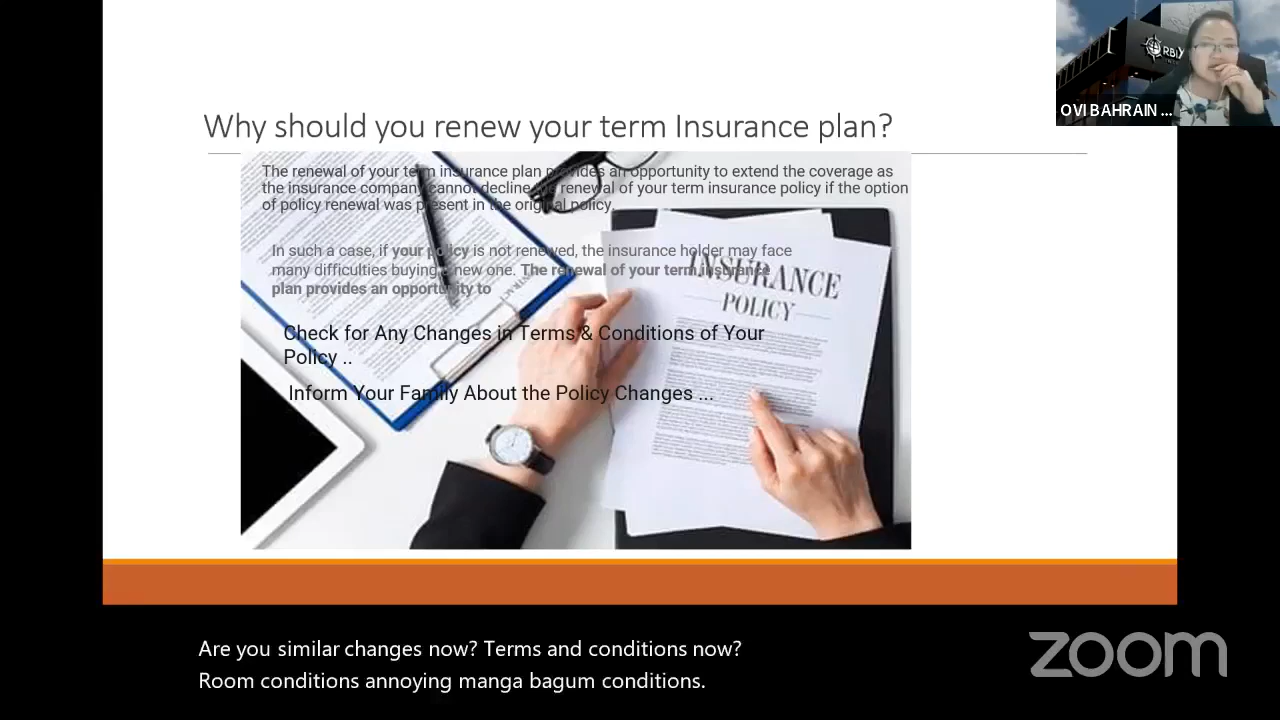 Why should you renew your term Insurance plan?
The renewal of your term insurance plan provides an opportunity to extend the coverage as
the insurance company cannot decline the renewal of your term insurance policy if the option
of policy renewal was present in the original policy.
In such a case, if your policy is not renewed, the insurance holder may face
many difficulties buying a new one. The renewal of your term insurance
plan provides an opportunity to
INSURANCE
POLICY
Check for Any Changes in Terms & Conditions of Your
Policy ..
Inform Your Family About the Policy Changes ...
OVI BAHRAIN ...
Are you similar changes now? Terms and conditions now?
Room conditions annoying manga bagum conditions.
zoom